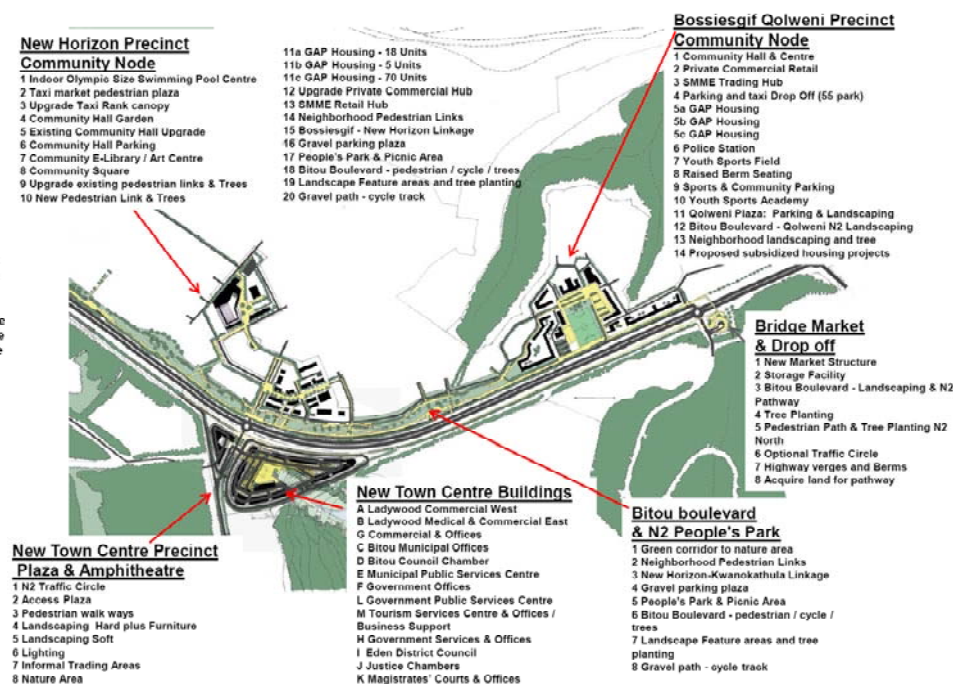 New Horizon Precinct
Community Node
1 Indoor Olympic Size Swimming Pool Centre
2 Taxi market pedestrian plaza
3 Upgrade Taxi Rank canopy
4 Community Hall Garden
5 Existing Community Hall Upgrade
6 Community Hall Parking
7 Community E-Library / Art Centre
8 Community Square
9 Upgrade existing pedestrian links & Trees
10 New Pedestrian Link & Trees
11a GAP Housing - 18 Units
11b GAP Housing - 5 Units
11c GAP Housing - 70 Units
12 Upgrade Private Commercial Hub
13 SMME Retail Hub
14 Neighborhood Pedestrian Links
15 Bossiesgif - New Horizon Linkage
16 Gravel parking plaza
17 People's Park & Picnic Area
18 Bitou Boulevard - pedestrian / cycle / trees
19 Landscape Feature areas and tree planting
20 Gravel path - cycle track
Bossiesgif Qolweni Precinct
Community Node
1 Community Hall & Centre
2 Private Commercial Retail
3 SMME Trading Hub
4 Parking and taxi Drop Off (55 park)
5a GAP Housing
5b GAP Housing
5c GAP Housing
6 Police Station
7 Youth Sports Field
8 Raised Berm Seating
9 Sports & Community Parking
10 Youth Sports Academy
11 Qolweni Plaza: Parking & Landscaping
12 Bitou Boulevard - Qolweni N2 Landscaping
13 Neighborhood landscaping and tree
14 Proposed subsidized housing projects
Bridge Market
& Drop off
1 New Market Structure
2 Storage Facility
3 Bitou Boulevard - Landscaping & N2
Pathway
4 Tree Planting
5 Pedestrian Path & Tree Planting N2
North
6 Optional Traffic Circle
7 Highway verges and Berms
8 Acquire land for pathway
New Town Centre Precinct
Plaza & Amphitheatre
1 N2 Traffic Circle
2 Access Plaza
3 Pedestrian walk ways
4 Landscaping Hard plus Furniture
5 Landscaping Soft
6 Lighting
7 Informal Trading Areas
8 Nature Area
New Town Centre Buildings
A Ladywood Commercial West
B Ladywood Medical & Commercial East
G Commercial & Offices
C Bitou Municipal Offices
D Bitou Council Chamber
E Municipal Public Services Centre
F Government Offices
L Government Public Services Centre
M Tourism Services Centre & Offices /
Business Support
H Government Services & Offices
I Eden District Council
J Justice Chambers
K Magistrates' Courts & Offices
Bitou boulevard
& N2 People's Park
1 Green corridor to nature area
2 Neighborhood Pedestrian Links
3 New Horizon-Kwanokathula Linkage
4 Gravel parking plaza
5 People's Park & Picnic Area
6 Bitou Boulevard - pedestrian / cycle /
trees
7 Landscape Feature areas and tree
planting
8 Gravel path - cycle track